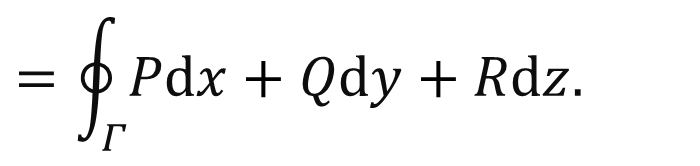 = ∮_Γ Pdx + Qdy + Rdz.